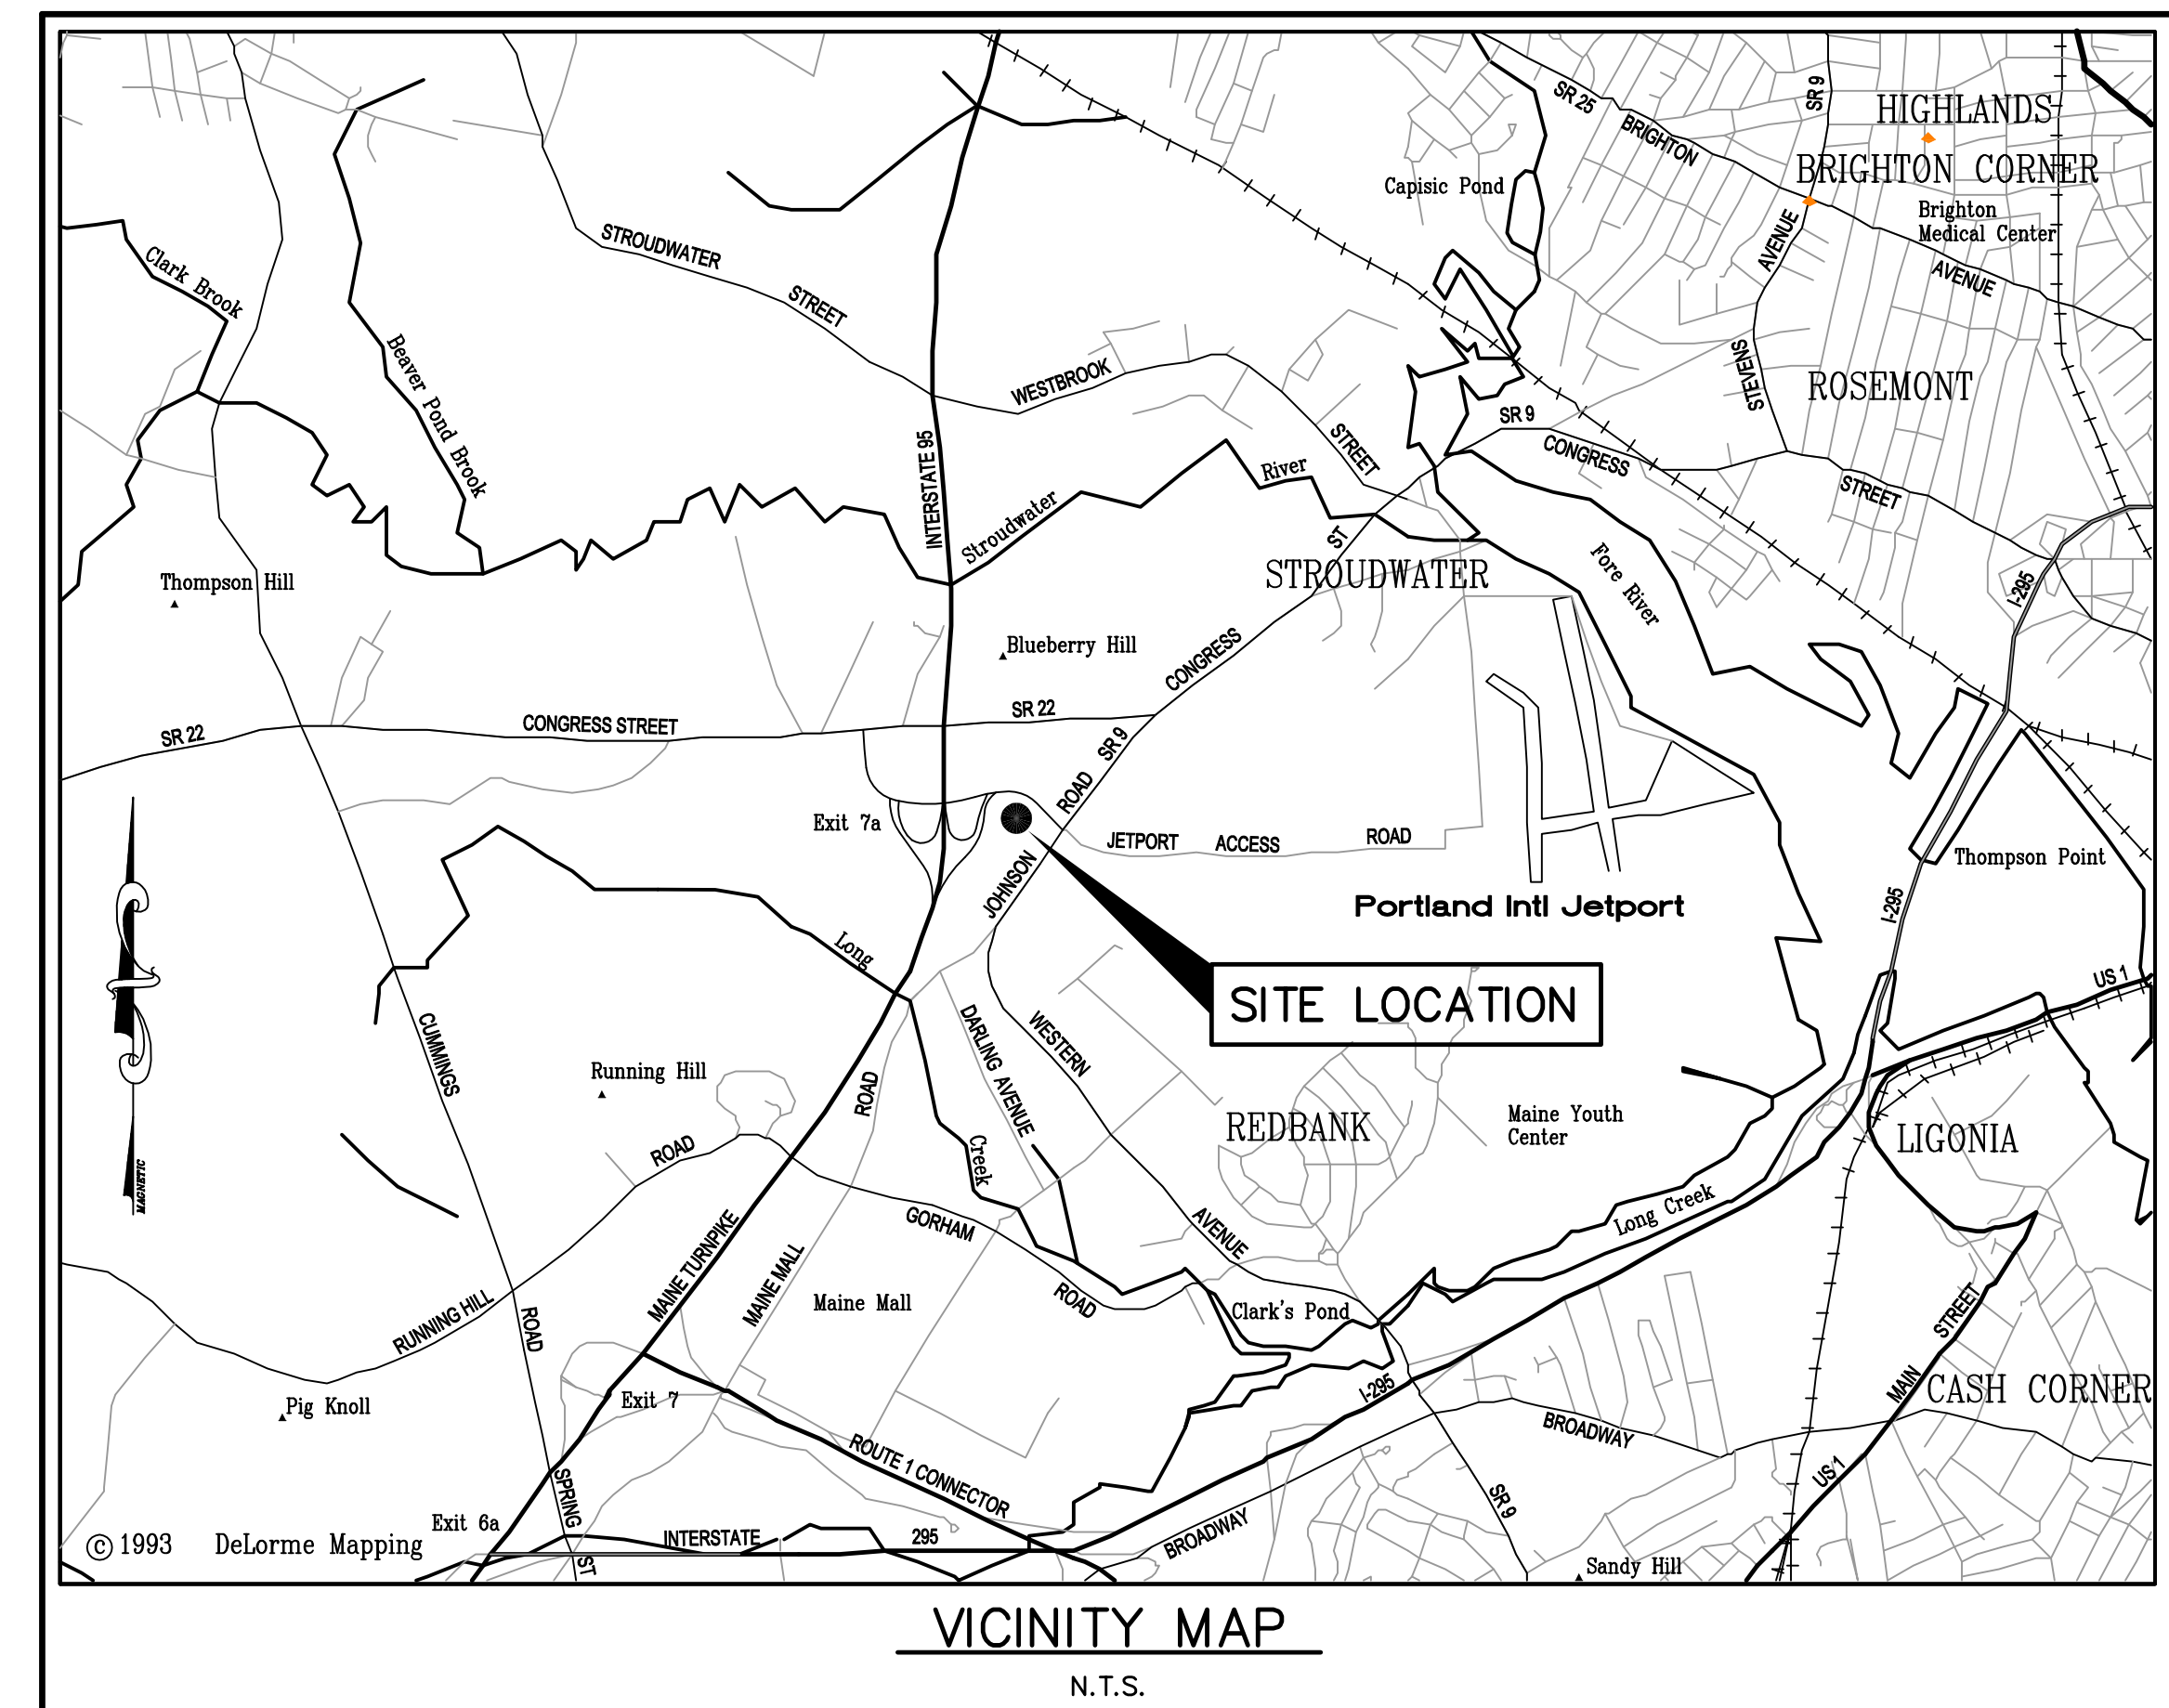 SR 25
BRIGHTON
SR 9
HIGHLANDS
BRIGHTON CORNER
Capisic Pond
Brighton
Medical Center
AVENUE
AVENUE
STROUDWATER
STREET
Clark Brook
Beaver Pond Brook
WESTBROOK
STREET
STEVENS
ROSEMONT
SR 9
CONGRESS
STREET
INTERSTATE 95
Stroudwater
River
ST
STROUDWATER
Fore River
I-295
Thompson Hill
Blueberry Hill
CONGRESS
SR 22
CONGRESS STREET
SR 22
SR 9
ROAD
Exit 7a
JETPORT ACCESS ROAD
JOHNSON
Thompson Point
Portland Intl Jetport
I-295
Long
SITE LOCATION
US 1
CUMMINGS
DARLING AVENUE
WESTERN
Running Hill
ROAD
REDBANK
Maine Youth
Center
LIGONIA
MAGNETIC
ROAD
Creek
Long Creek
GORHAM
AVENUE
MAINE TURNPIKE
MAINE MALL
Maine Mall
ROAD
Clark's Pond
RUNNING HILL
ROAD
STREET
MAIN
CASH CORNER
Pig Knoll
Exit 7
I-295
BROADWAY
ROUTE 1 CONNECTOR
US 1
SPRING
SR 9
Exit 6a
© 1993 DeLorme Mapping
INTERSTATE 295
BROADWAY
ST
Sandy Hill
VICINITY MAP
N.T.S.